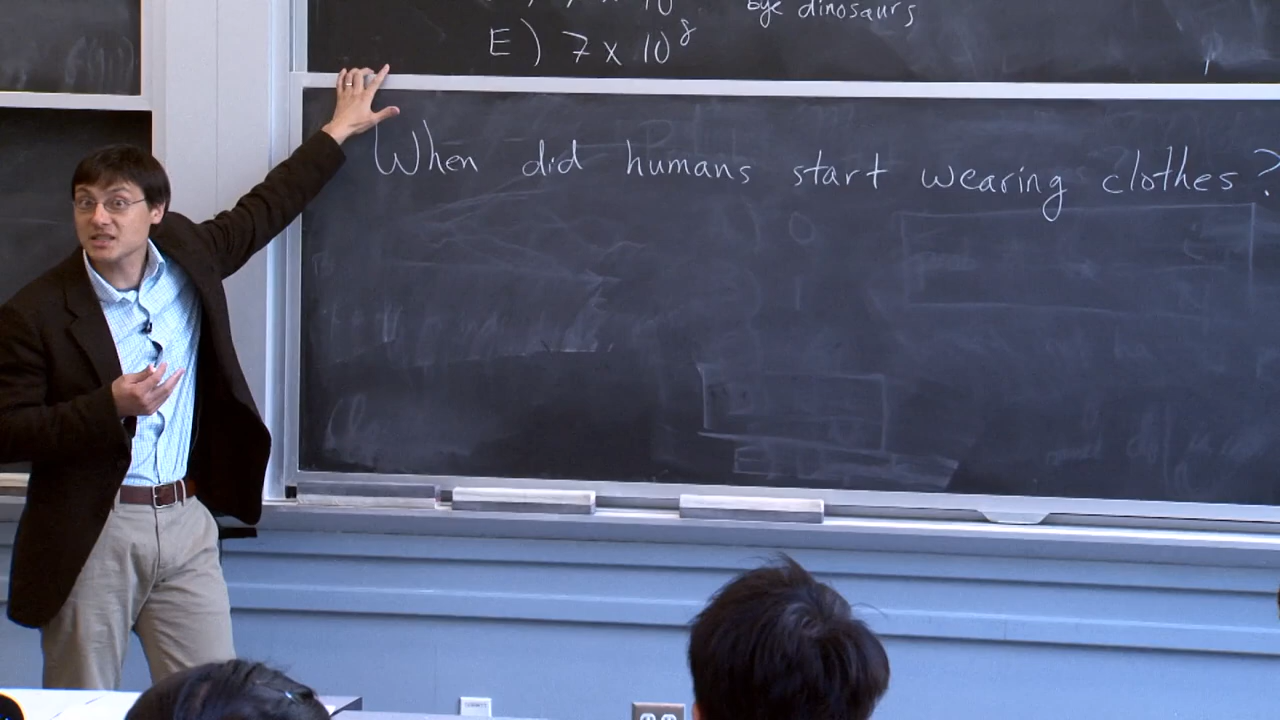 bye dinosaurs
E) 7 x 10⁸
When did humans start wearing clothes?